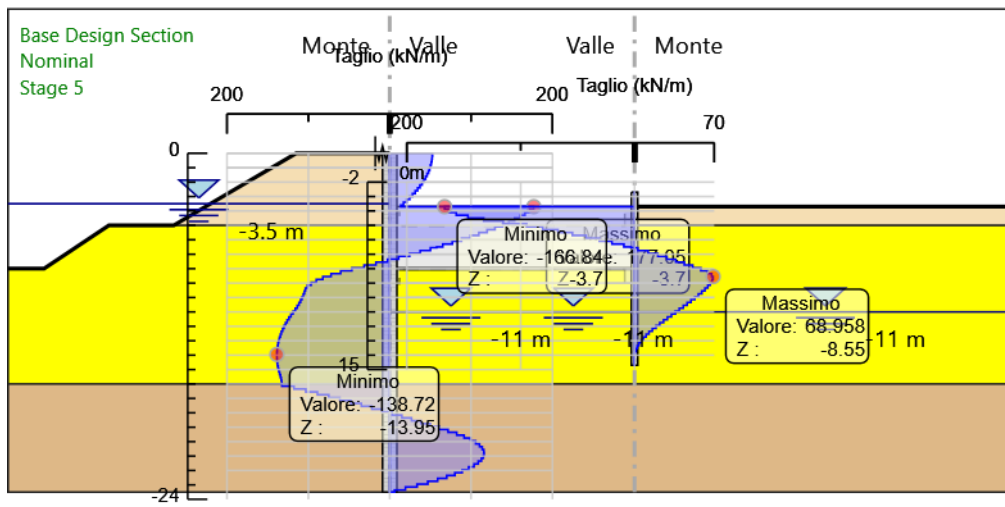 Base Design Section
Nominal
Stage 5
Monte
Valle
Valle
Monte
Taglio (kN/m)
Taglio (kN/m)
200
200
200
70
0
0m
-2
-3.5 m
Minimo
Valore: -166.84
Z -3.7
Massimo
177.05
-3.7
Massimo
Valore: 68.958
Z : -8.55
-11 m
-11 m
-11 m
15
Minimo
Valore: -138.72
Z : -13.95
-24